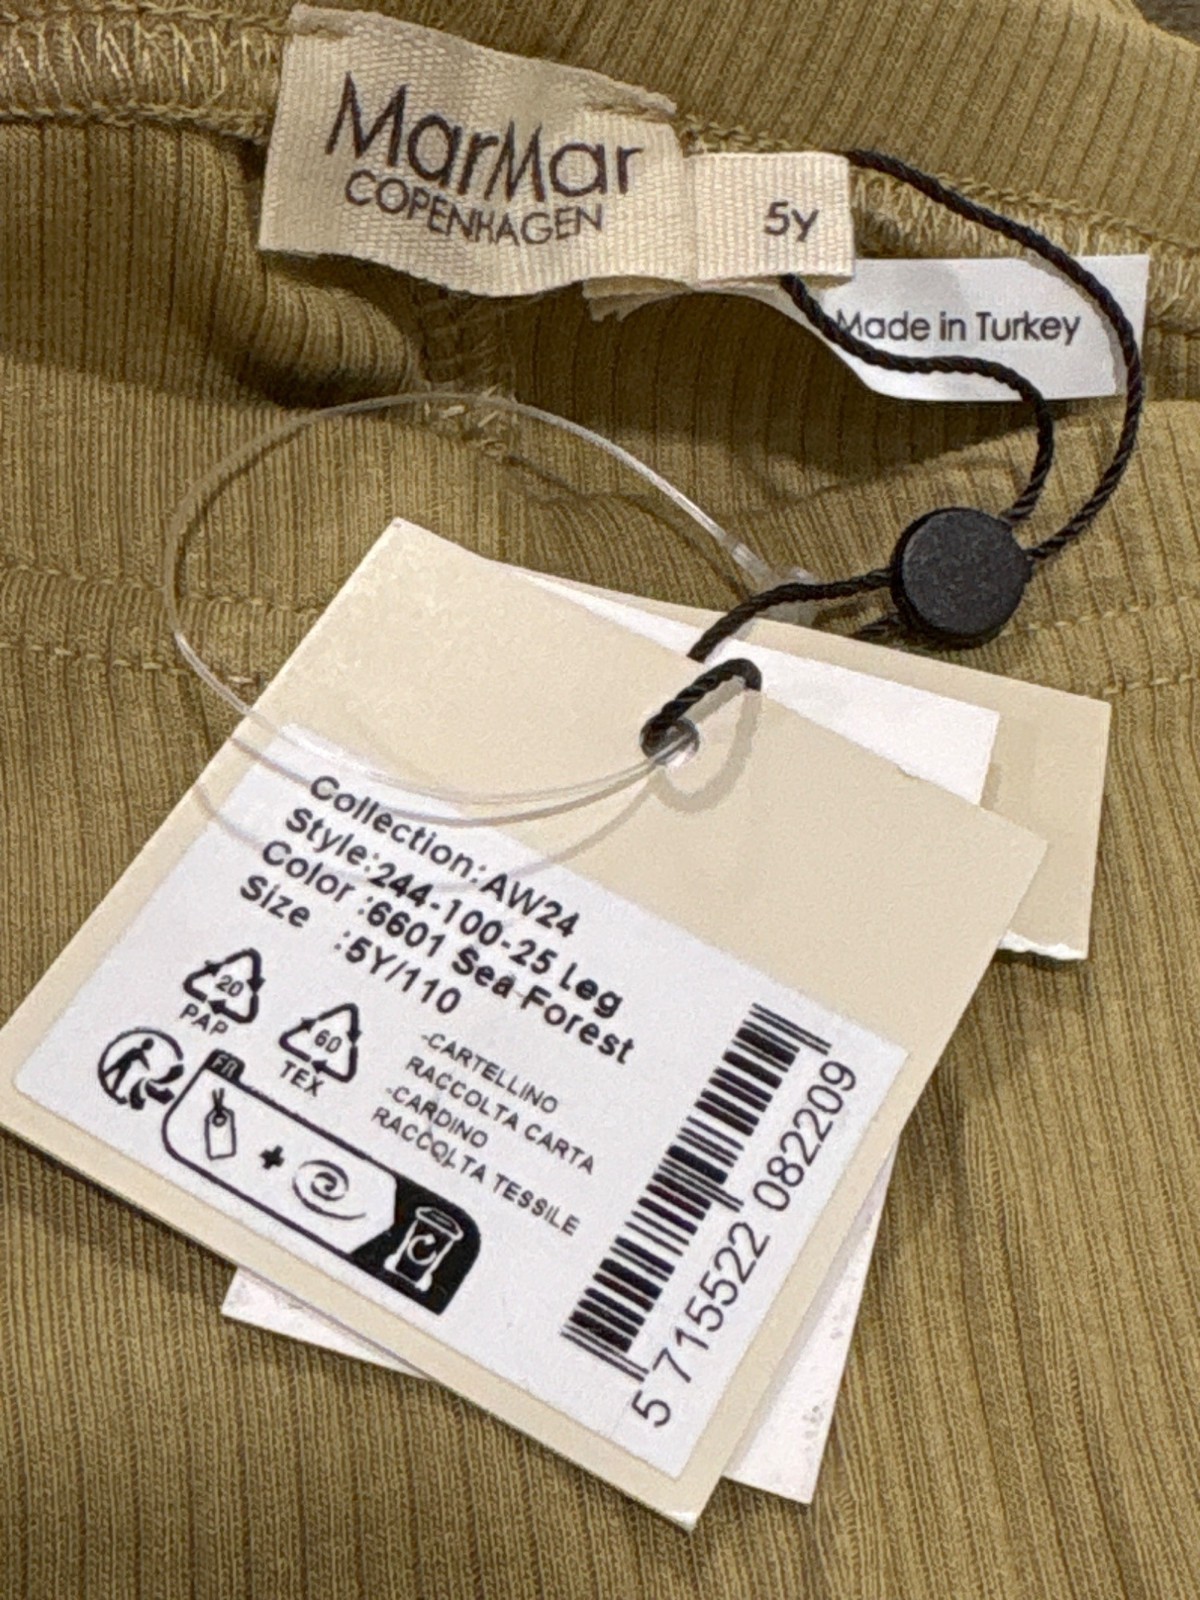 MarMar
COPENHAGEN
5y
Made in Turkey
Collection:AW24
Style:244-100-25 Leg
Color :6601 Sea Forest
Size :5Y/110
20
PAP
60
TEX
-CARTELLINO
RACCOLTA CARTA
-CARDINO
RACCOLTA TESSILE
FR
+
5 715522 082209